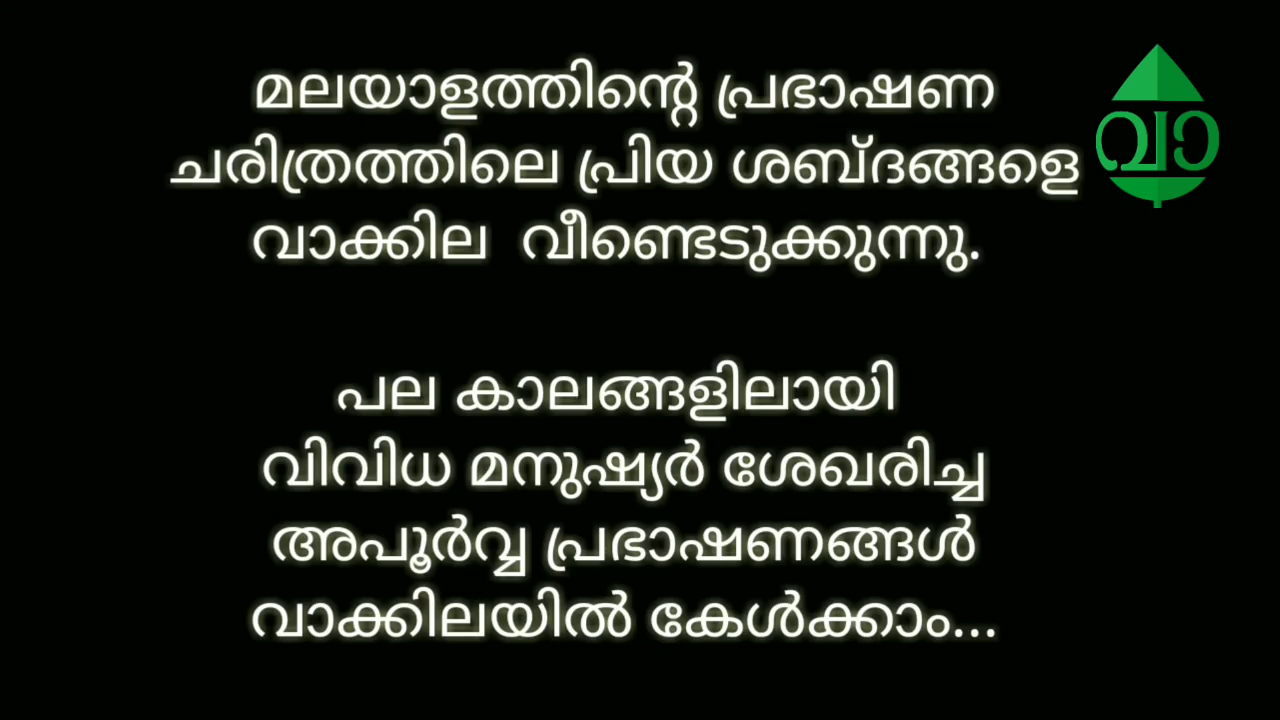 മലയാളത്തിന്റെ പ്രഭാഷണ
ചരിത്രത്തിലെ പ്രിയ ശബ്ദങ്ങളെ
വാക്കില വീണ്ടെടുക്കുന്നു.
വാ
പല കാലങ്ങളിലായി
വിവിധ മനുഷ്യർ ശേഖരിച്ച
അപൂർവ്വ പ്രഭാഷണങ്ങൾ
വാക്കിലയിൽ കേൾക്കാം...